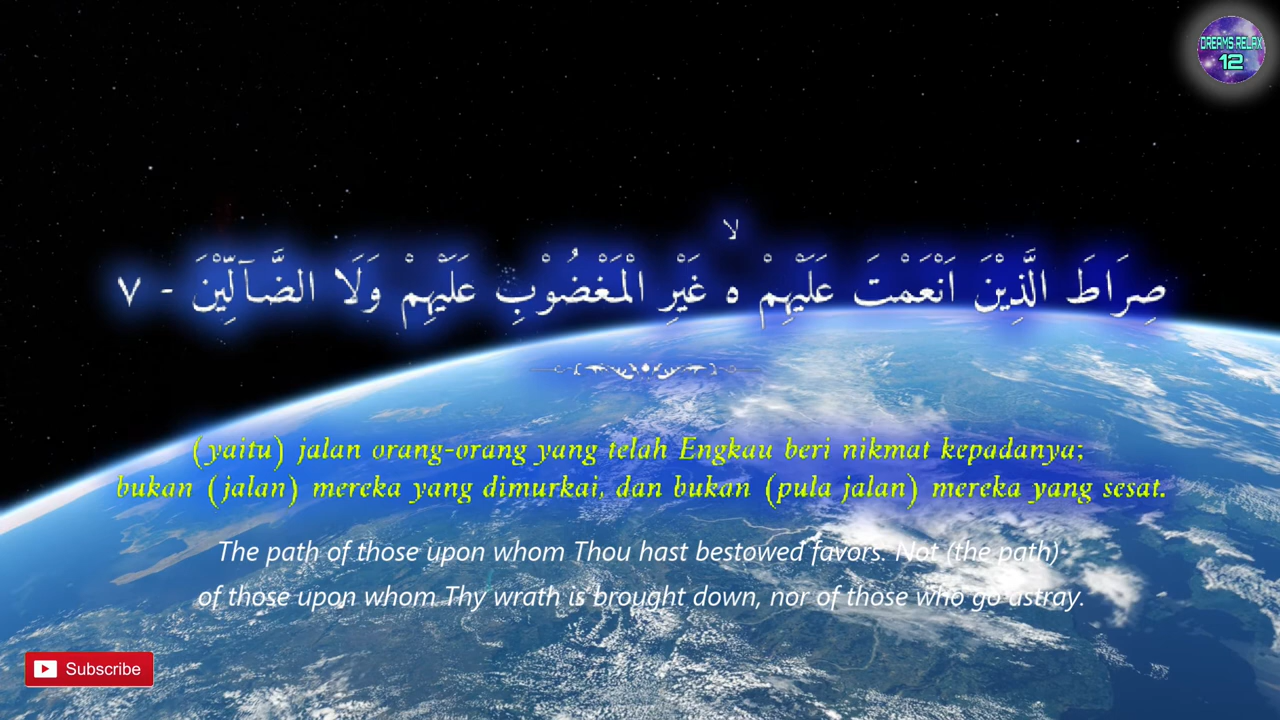 DREAMS RELAX
12
لا
صِرَاطَ الَّذِيْنَ اَنْعَمْتَ عَلَيْهِمْ ە غَيْرِ الْمَغْضُوْبِ عَلَيْهِمْ وَلَا الضَّاۤلِّيْنَ - ٧
(yaitu) jalan orang-orang yang telah Engkau beri nikmat kepadanya;
bukan (jalan) mereka yang dimurkai, dan bukan (pula jalan) mereka yang sesat.
The path of those upon whom Thou hast bestowed favors. Not (the path)
of those upon whom Thy wrath is brought down, nor of those who go astray.
Subscribe